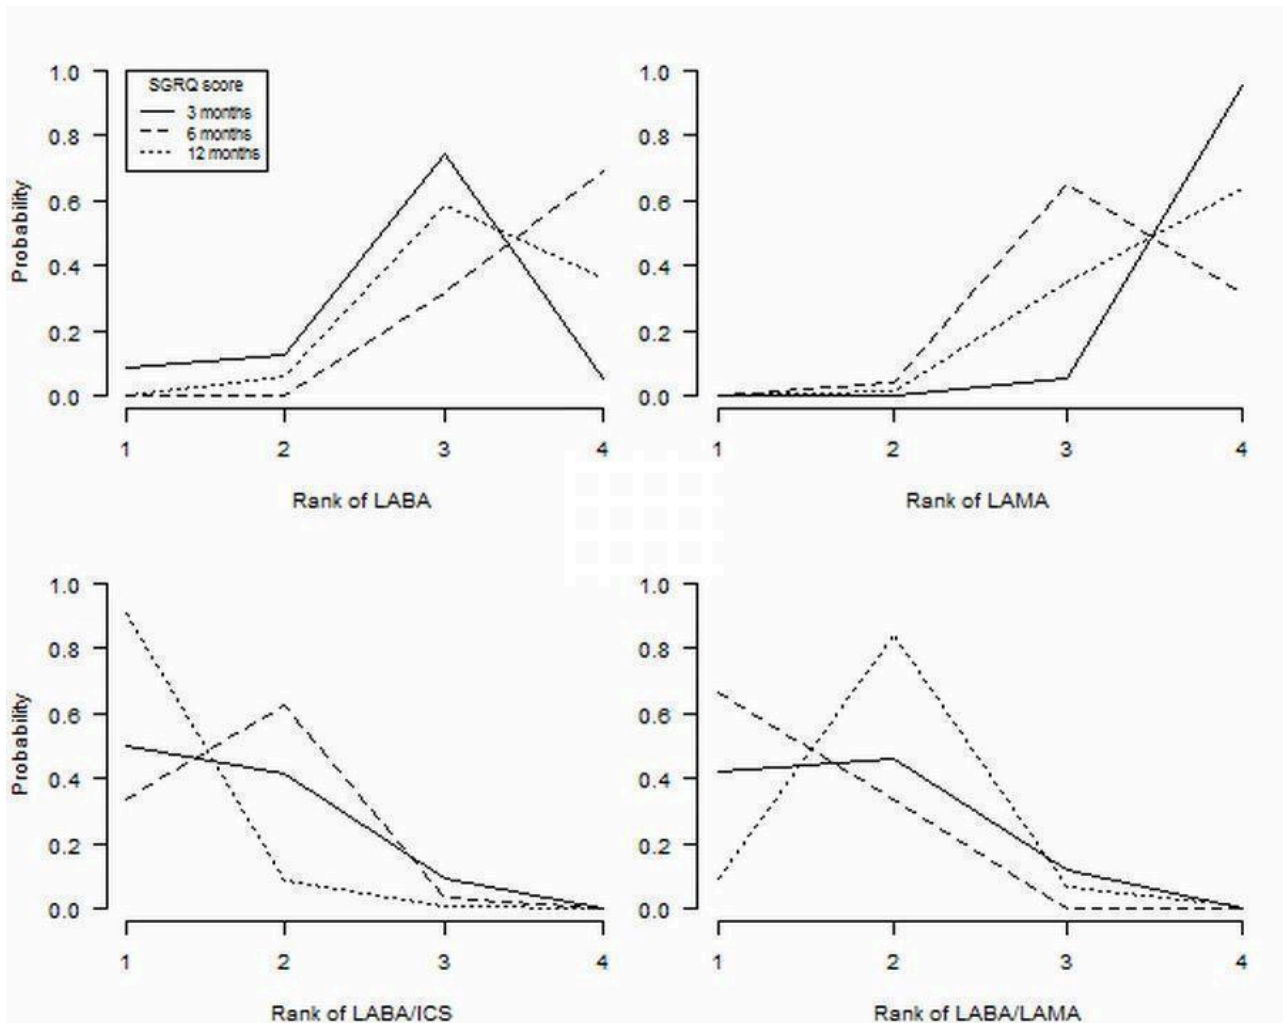 1.0
0.8
0.6
0.4
0.2
0.0
Probability
SGRQ score
3 months
6 months
12 months
1 2 3 4
Rank of LABA
1.0
0.8
0.6
0.4
0.2
0.0
1 2 3 4
Rank of LAMA
1.0
0.8
0.6
0.4
0.2
0.0
Probability
1 2 3 4
Rank of LABA/ICS
1.0
0.8
0.6
0.4
0.2
0.0
1 2 3 4
Rank of LABA/LAMA